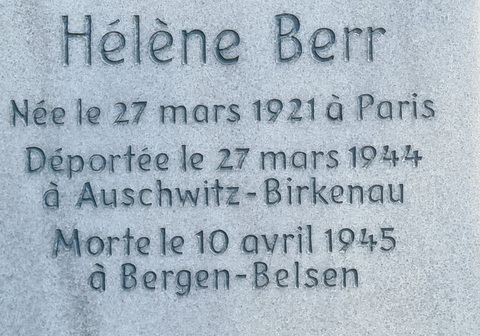 Hélène Berr
Née le 27 mars 1921 à Paris
Déportée le 27 mars 1944
à Auschwitz-Birkenau
Morte le 10 avril 1945
à Bergen-Belsen